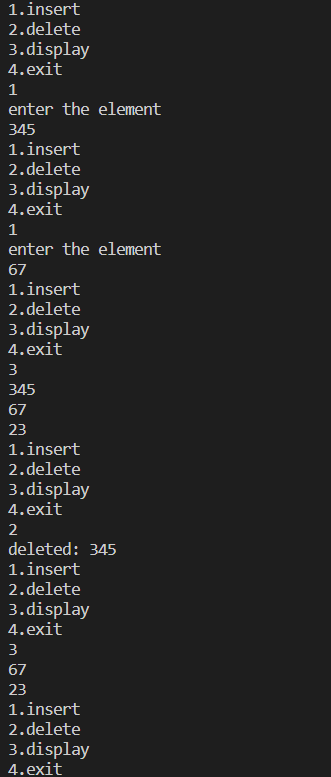 1.insert
2.delete
3.display
4.exit
1
enter the element
345
1.insert
2.delete
3.display
4.exit
1
enter the element
67
1.insert
2.delete
3.display
4.exit
3
345
67
23
1.insert
2.delete
3.display
4.exit
2
deleted: 345
1.insert
2.delete
3.display
4.exit
3
67
23
1.insert
2.delete
3.display
4.exit